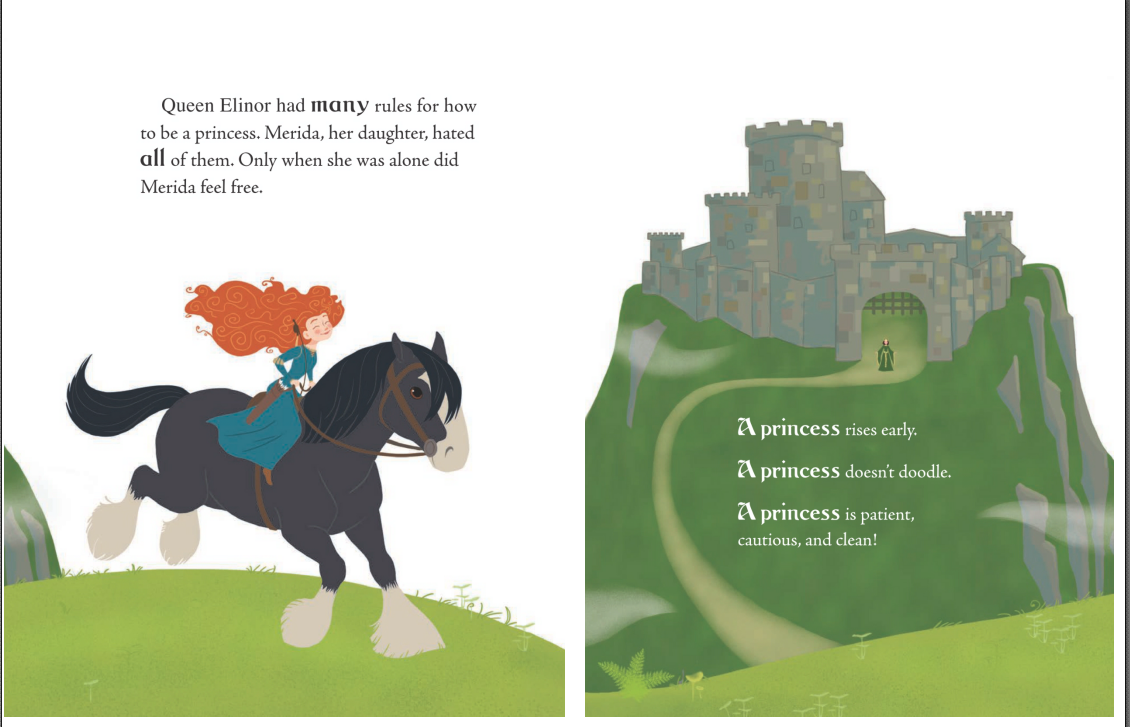 Queen Elinor had many rules for how
to be a princess. Merida, her daughter, hated
all of them. Only when she was alone did
Merida feel free.
A princess rises early.
A princess doesn't doodle.
A princess is patient,
cautious, and clean!